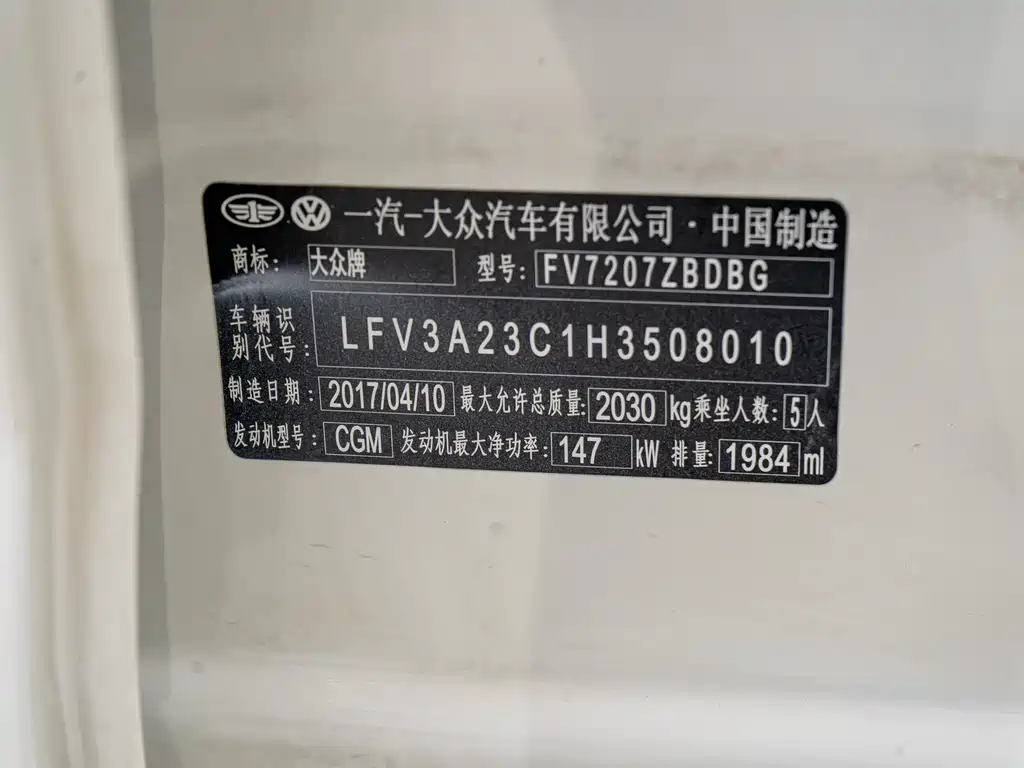 一汽-大众汽车有限公司·中国制造
商标: 大众牌 型号: FV7207ZBDBG
车辆识
别代号: LFV3A23C1H3508010
制造日期: 2017/04/10 最大允许总质量: 2030 kg 乘坐人数: 5 人
发动机型号: CGM 发动机最大净功率: 147 kW 排量: 1984 ml